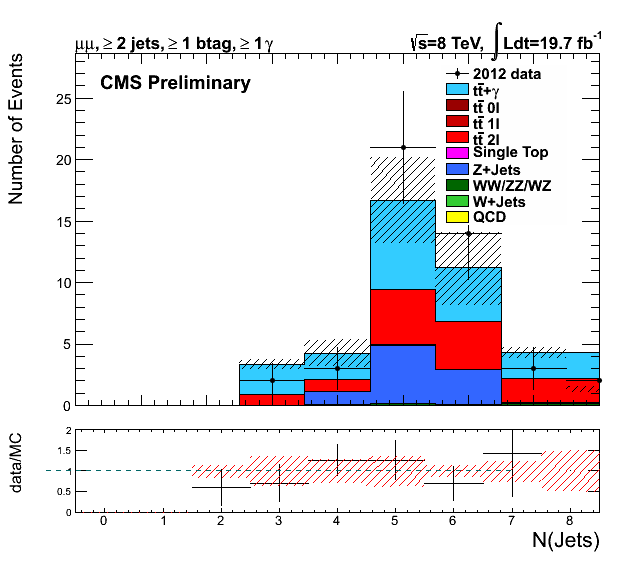 μμ, ≥ 2 jets, ≥ 1 btag, ≥ 1 γ √s=8 TeV, ∫ Ldt=19.7 fb⁻¹
CMS Preliminary
Number of Events
25
20
15
10
5
0
2012 data
tt̄+γ
tt̄ 0l
tt̄ 1l
tt̄ 2l
Single Top
Z+Jets
WW/ZZ/WZ
W+Jets
QCD
data/MC
2
1.5
1
0.5
0
0 1 2 3 4 5 6 7 8
N(Jets)